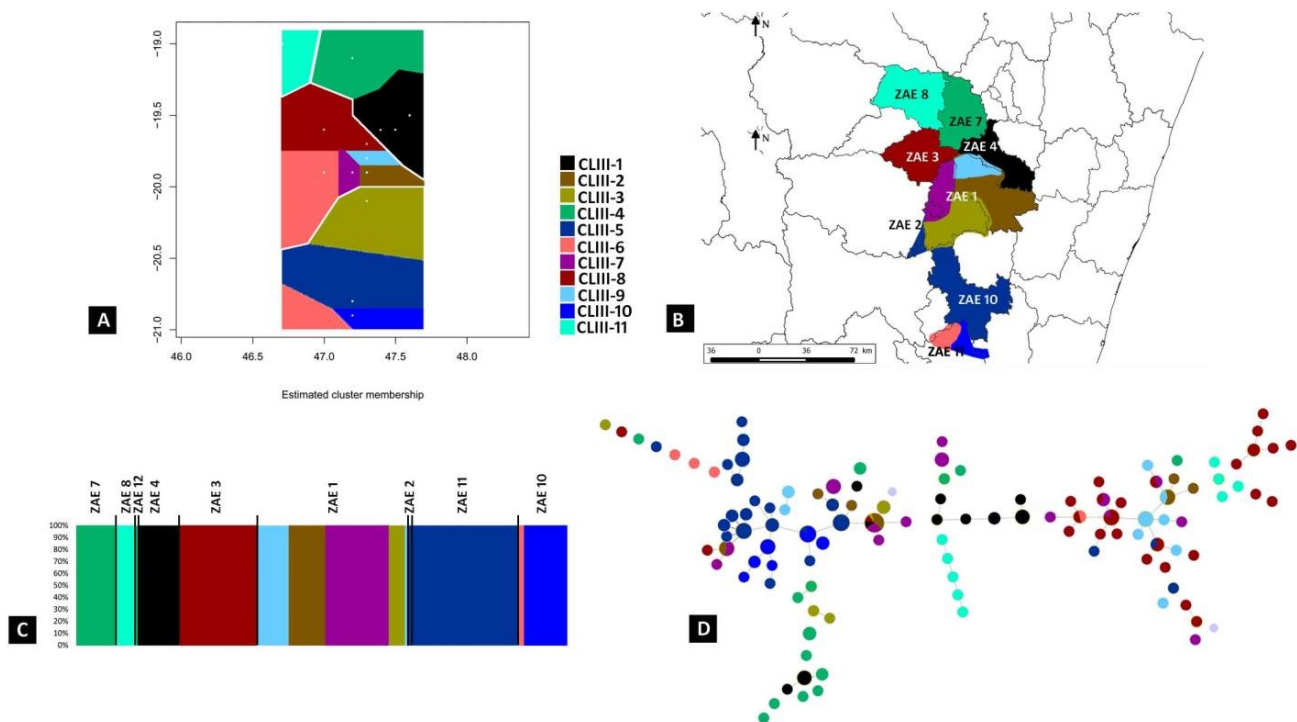 -19.0
-19.5
-20.0
-20.5
-21.0
46.0 46.5 47.0 47.5 48.0
A
Estimated cluster membership
CLIII-1
CLIII-2
CLIII-3
CLIII-4
CLIII-5
CLIII-6
CLIII-7
CLIII-8
CLIII-9
CLIII-10
CLIII-11
N
N
ZAE 8
ZAE 7
ZAE 4
ZAE 3
ZAE 1
ZAE 2
ZAE 10
ZAE 11
B
36 0 36 72 km
ZAE 7
ZAE 8
ZAE 12
ZAE 4
ZAE 3
ZAE 1
ZAE 2
ZAE 11
ZAE 10
100%
90%
80%
70%
60%
50%
40%
30%
20%
10%
0%
C
D